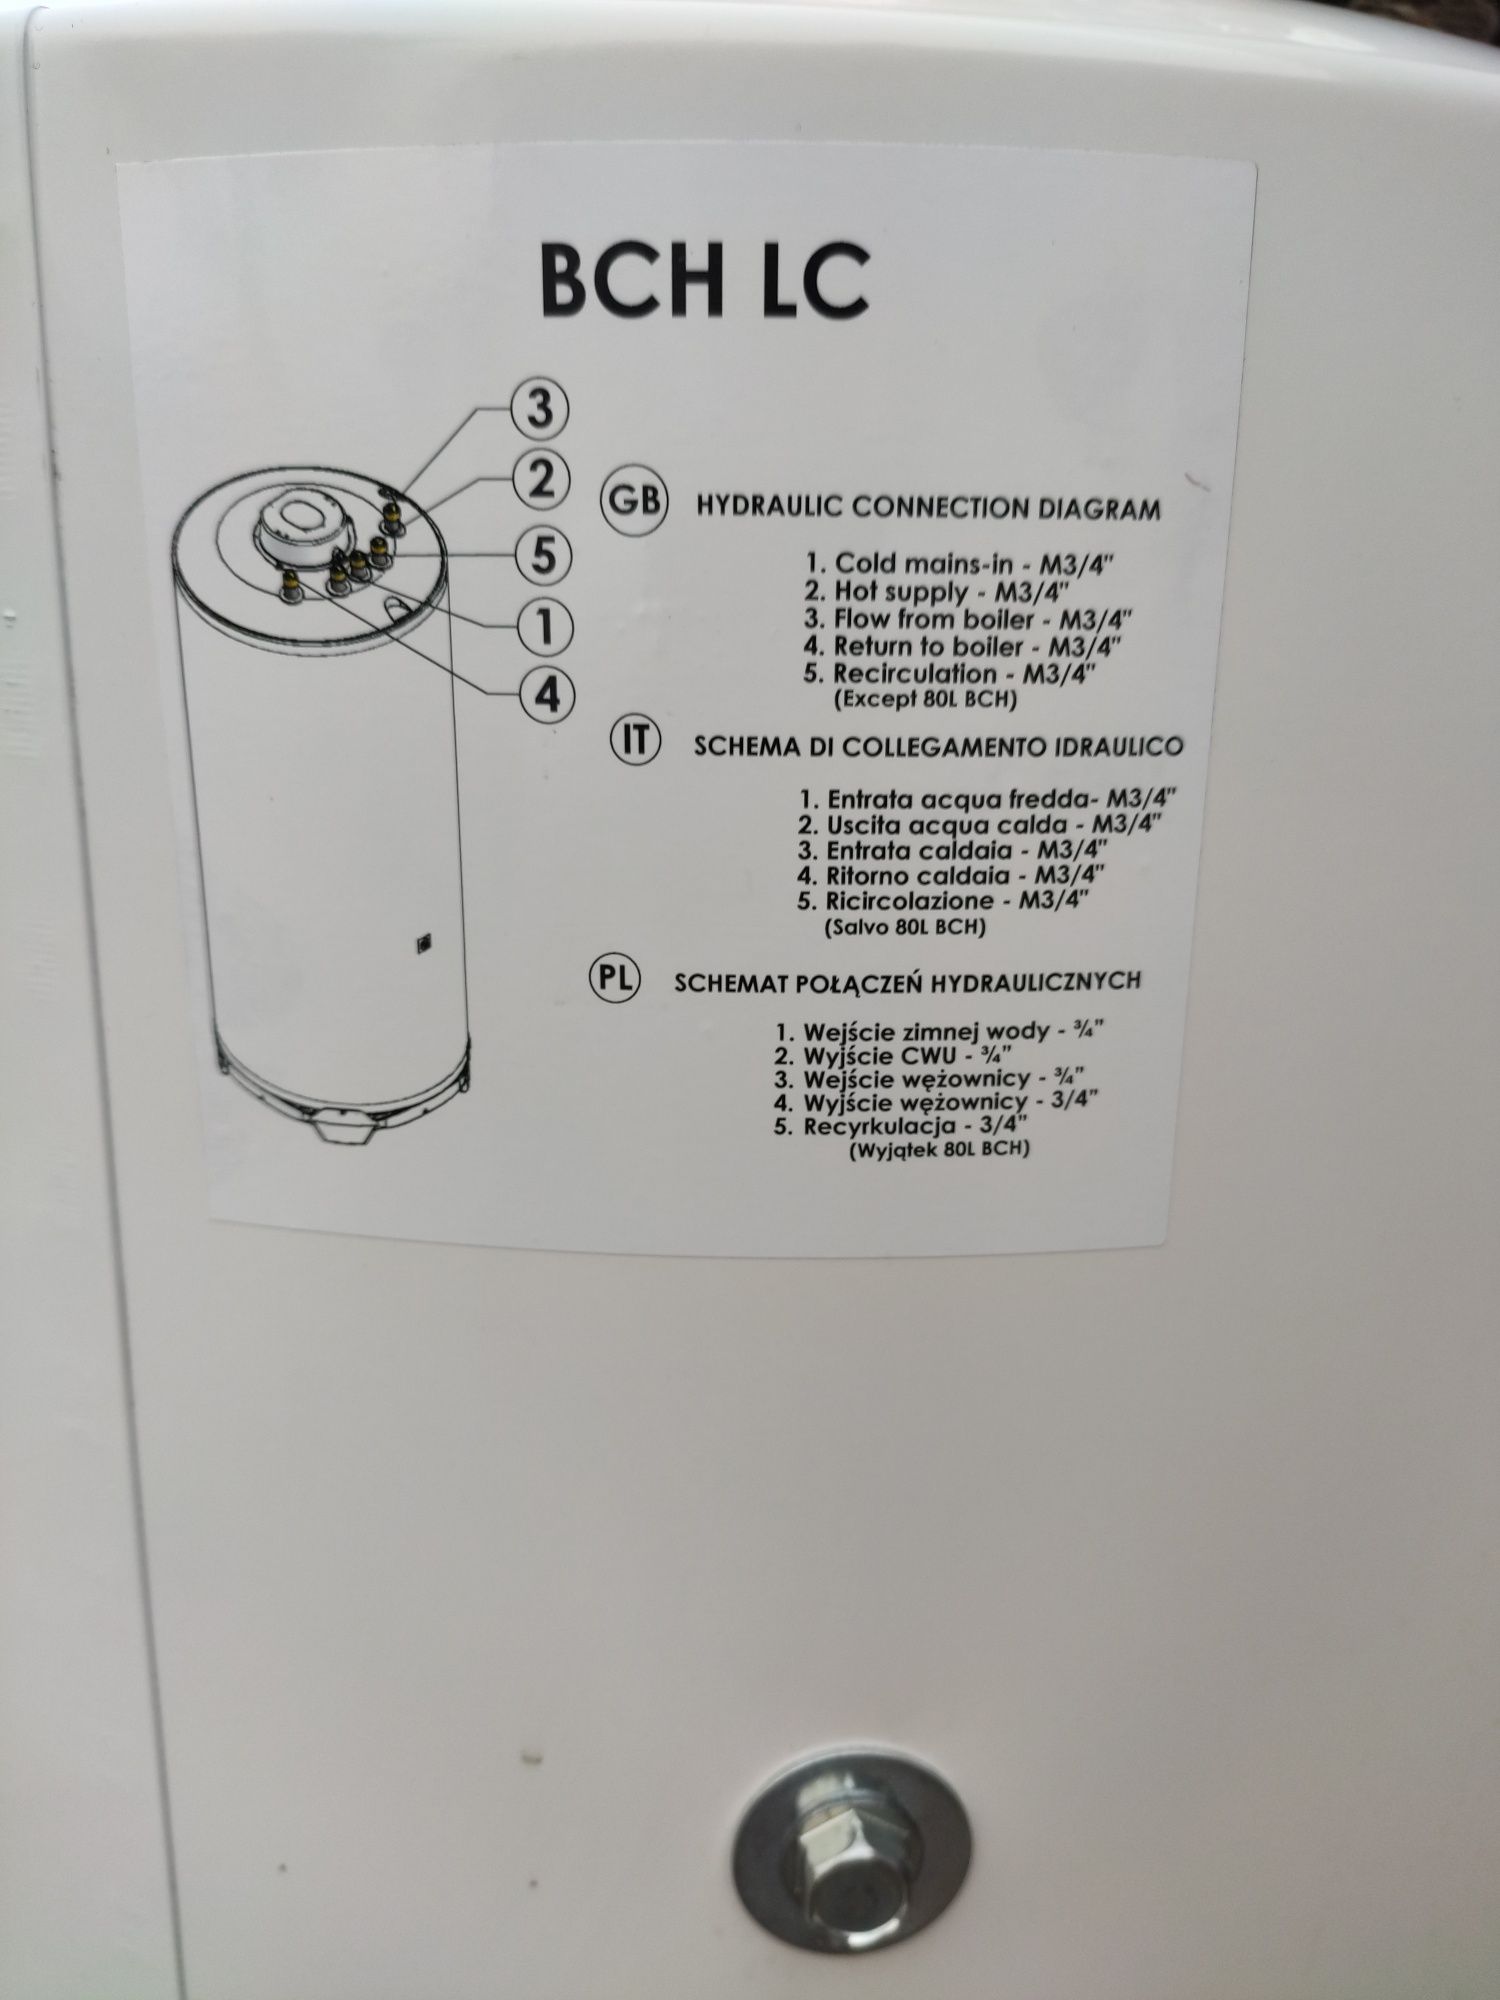 BCH LC
3
2
5
1
4
GB HYDRAULIC CONNECTION DIAGRAM
1. Cold mains-in - M3/4"
2. Hot supply - M3/4"
3. Flow from boiler - M3/4"
4. Return to boiler - M3/4"
5. Recirculation - M3/4"
(Except 80L BCH)
IT SCHEMA DI COLLEGAMENTO IDRAULICO
1. Entrata acqua fredda- M3/4"
2. Uscita acqua calda - M3/4"
3. Entrata caldaia - M3/4"
4. Ritorno caldaia - M3/4"
5. Ricircolazione - M3/4"
(Salvo 80L BCH)
PL SCHEMAT POŁĄCZEŃ HYDRAULICZNYCH
1. Wejście zimnej wody - ¾"
2. Wyjście CWU - ¾"
3. Wejście wężownicy - ¾"
4. Wyjście wężownicy - 3/4"
5. Recyrkulacja - 3/4"
(Wyjątek 80L BCH)